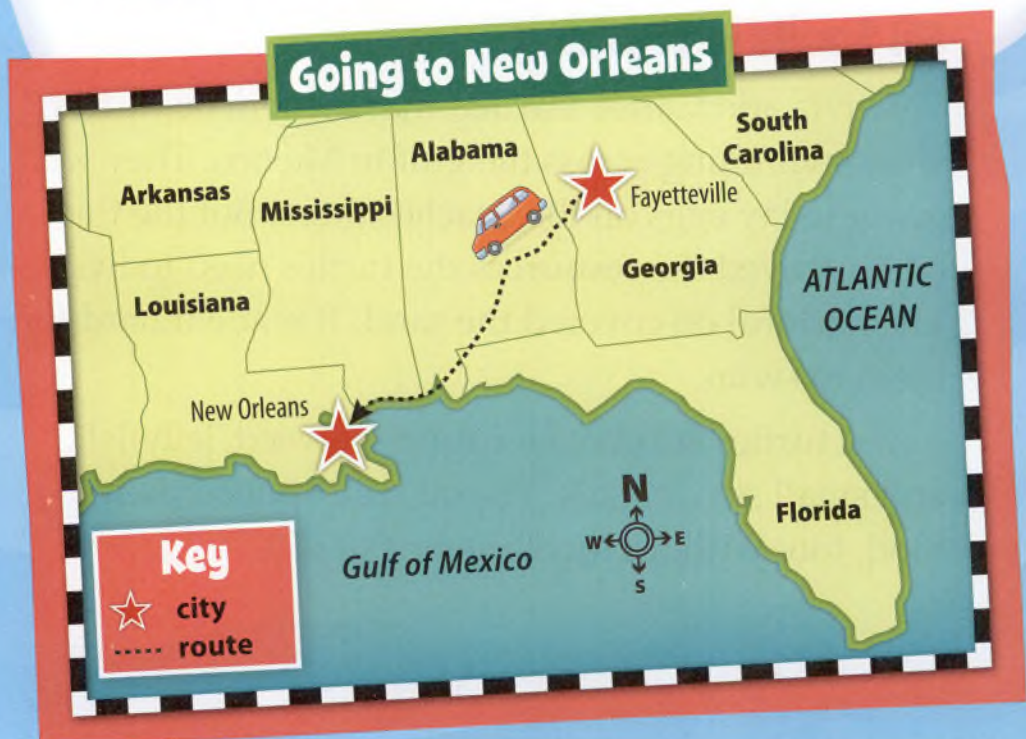 Going to New Orleans
South
Carolina
Alabama
Arkansas
Mississippi
Fayetteville
Georgia
ATLANTIC
OCEAN
Louisiana
New Orleans
N
W E
S
Florida
Gulf of Mexico
Key
city
route